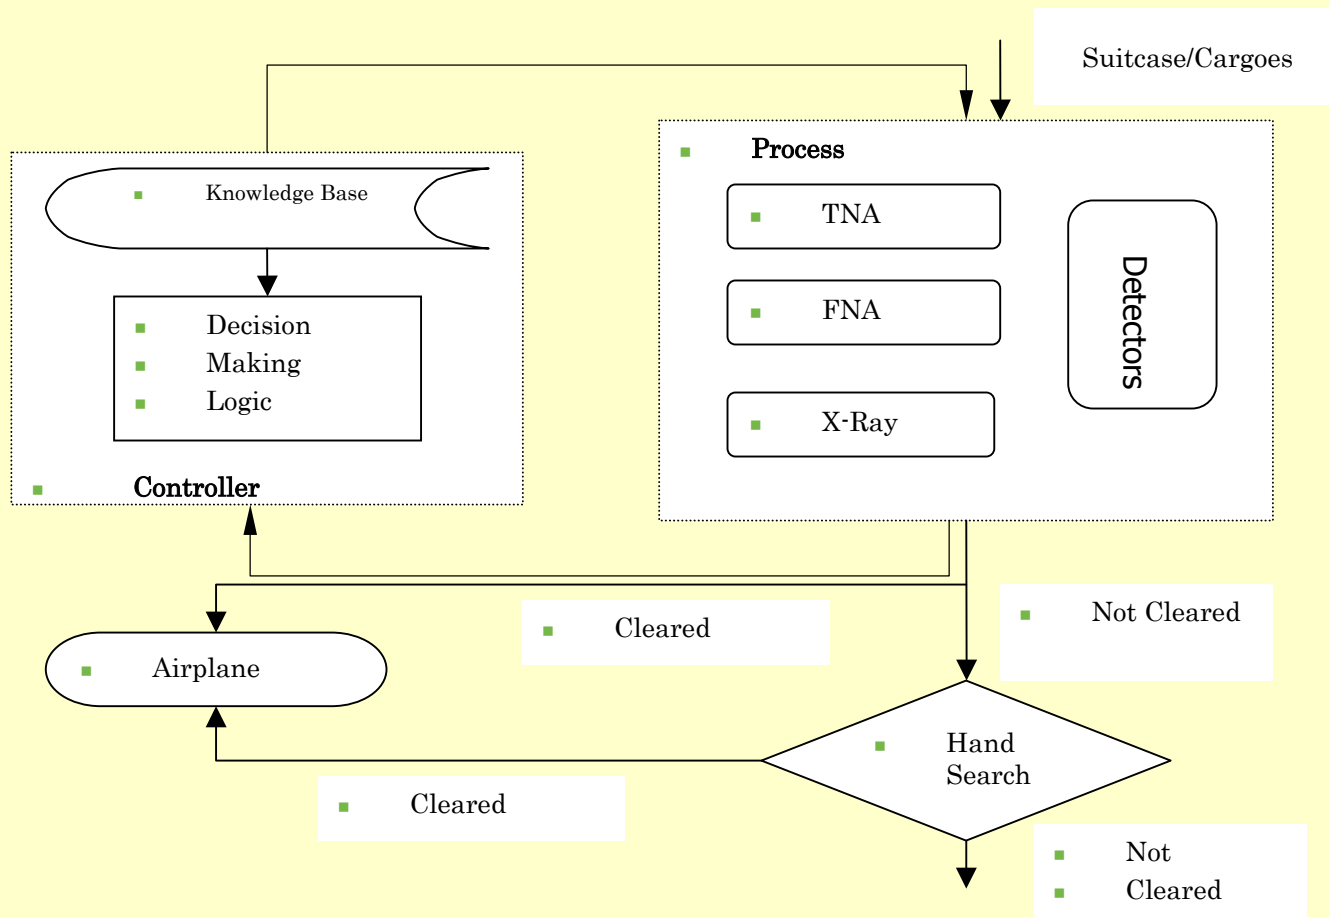 Suitcase/Cargoes
Process
TNA
FNA
X-Ray
Detectors
Knowledge Base
Decision
Making
Logic
Controller
Cleared
Not Cleared
Airplane
Hand
Search
Cleared
Not
Cleared